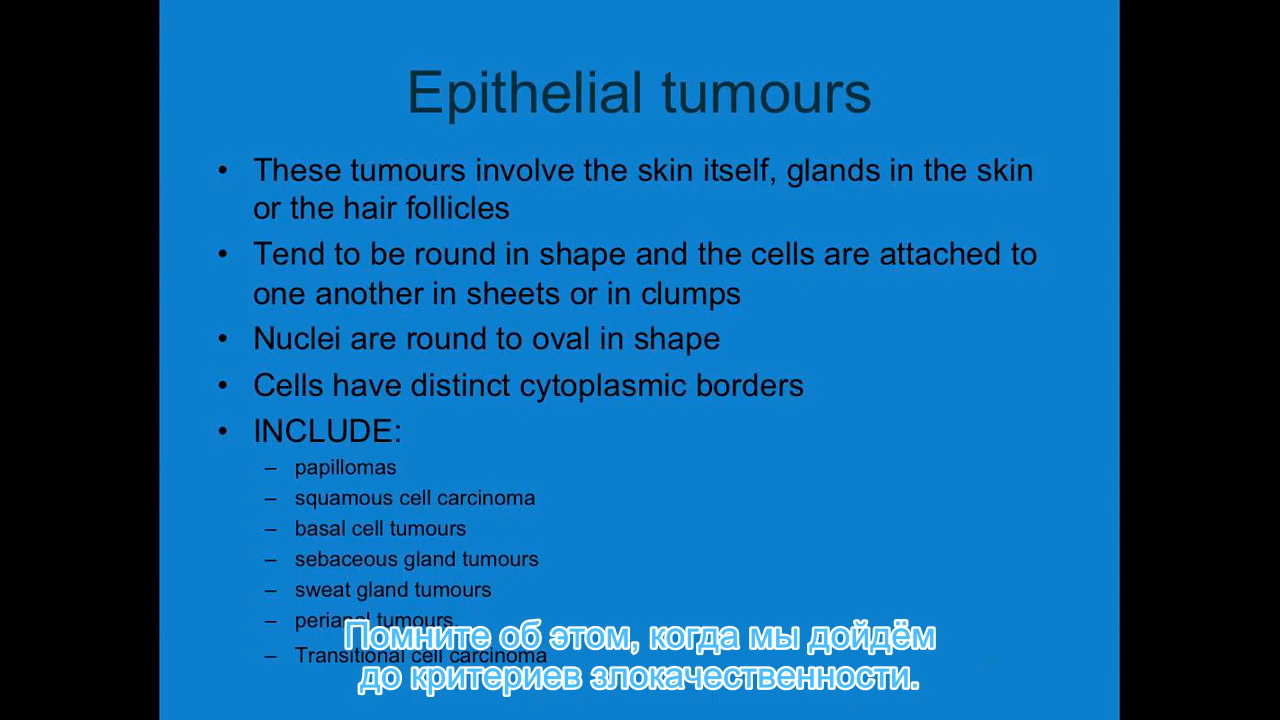 Epithelial tumours
• These tumours involve the skin itself, glands in the skin
or the hair follicles
• Tend to be round in shape and the cells are attached to
one another in sheets or in clumps
• Nuclei are round to oval in shape
• Cells have distinct cytoplasmic borders
• INCLUDE:
– papillomas
– squamous cell carcinoma
– basal cell tumours
– sebaceous gland tumours
– sweat gland tumours
– perianal tumours
– Transitional cell carcinoma
Помните об этом, когда мы дойдём
до критериев злокачественности.